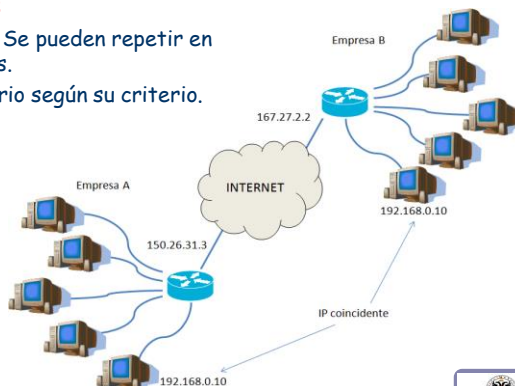 Se pueden repetir en
s.
rio según su criterio.
Empresa B
167.27.2.2
INTERNET
Empresa A
192.168.0.10
150.26.31.3
IP coincidente
192.168.0.10